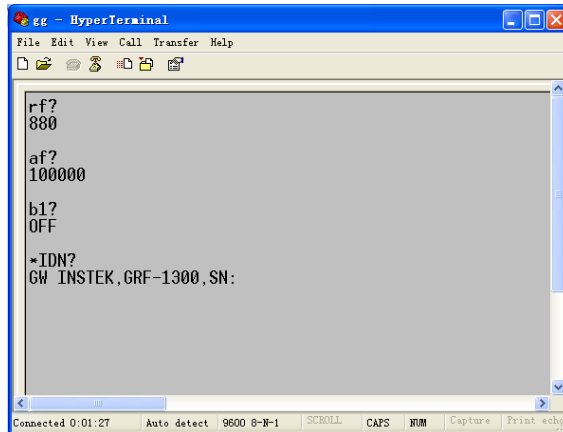 gg - HyperTerminal
File Edit View Call Transfer Help
rf?
880
af?
100000
b1?
OFF
*IDN?
GW INSTEK,GRF-1300,SN:
Connected 0:01:27 Auto detect 9600 8-N-1 SCROLL CAPS NUM Capture Print echo